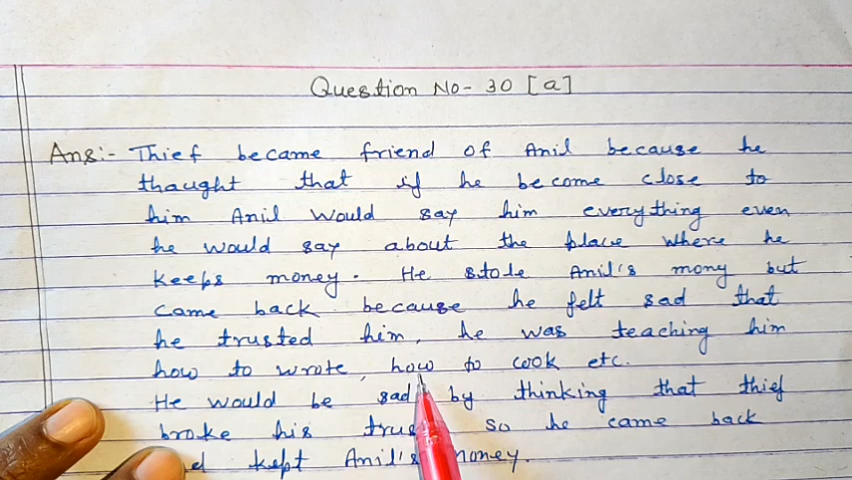 Question No- 30 [a]
Ans:- Thief became friend of Anil because he
thaught that if he become close to
him Anil would say him everything even
he would say about the place where he
keeps money. He stole Anil's mony but
came back because he felt sad that
he trusted him, he was teaching him
how to wrote, how to cook etc.
He would be sad by thinking that thief
broke his so he came back
kept Anil's money.